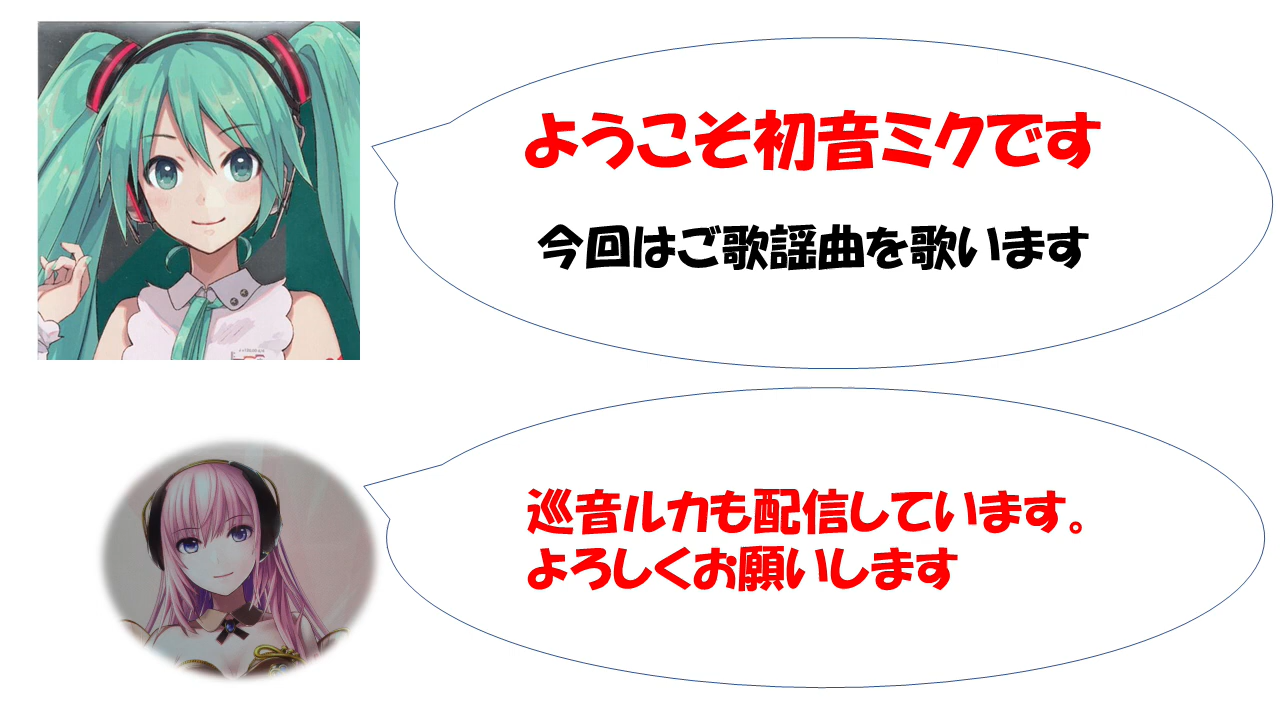 ようこそ初音ミクです
今回はご歌謡曲を歌います
巡音ルカも配信しています。
よろしくお願いします